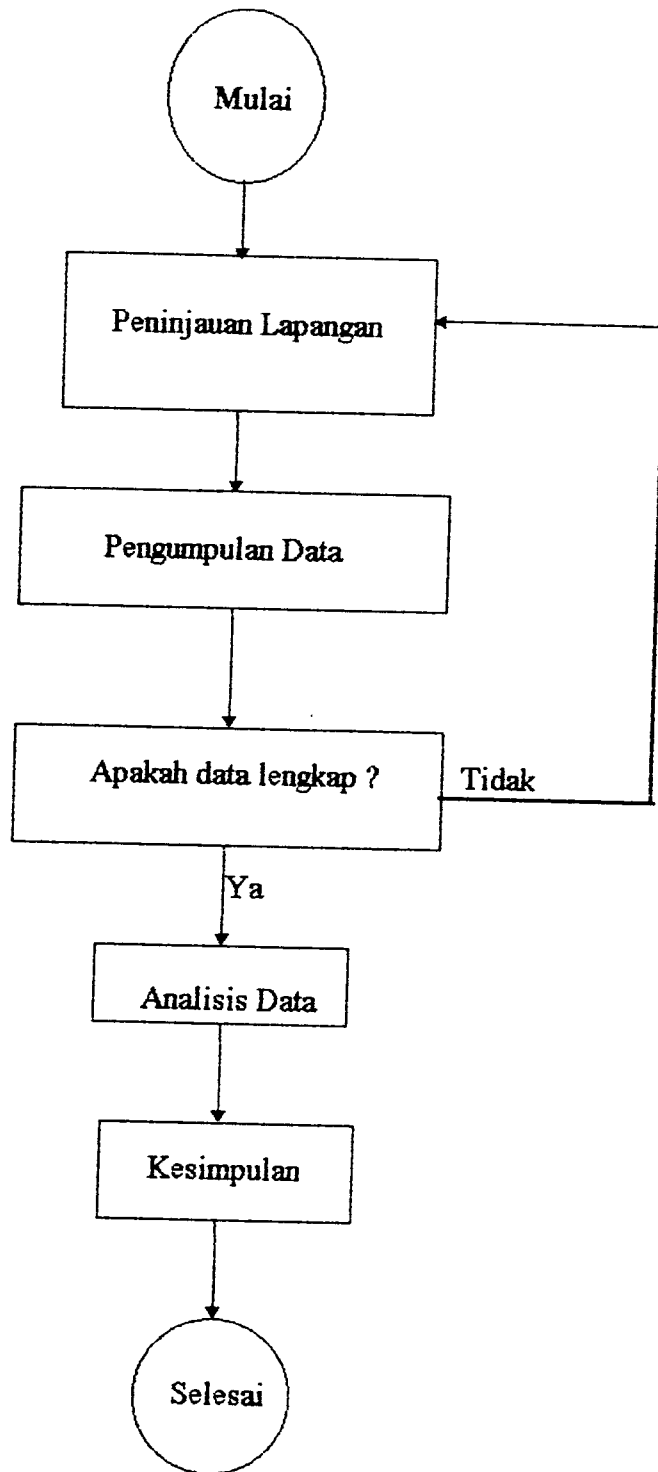 Mulai
Peninjauan Lapangan
Pengumpulan Data
Apakah data lengkap ?
Tidak
Ya
Analisis Data
Kesimpulan
Selesai